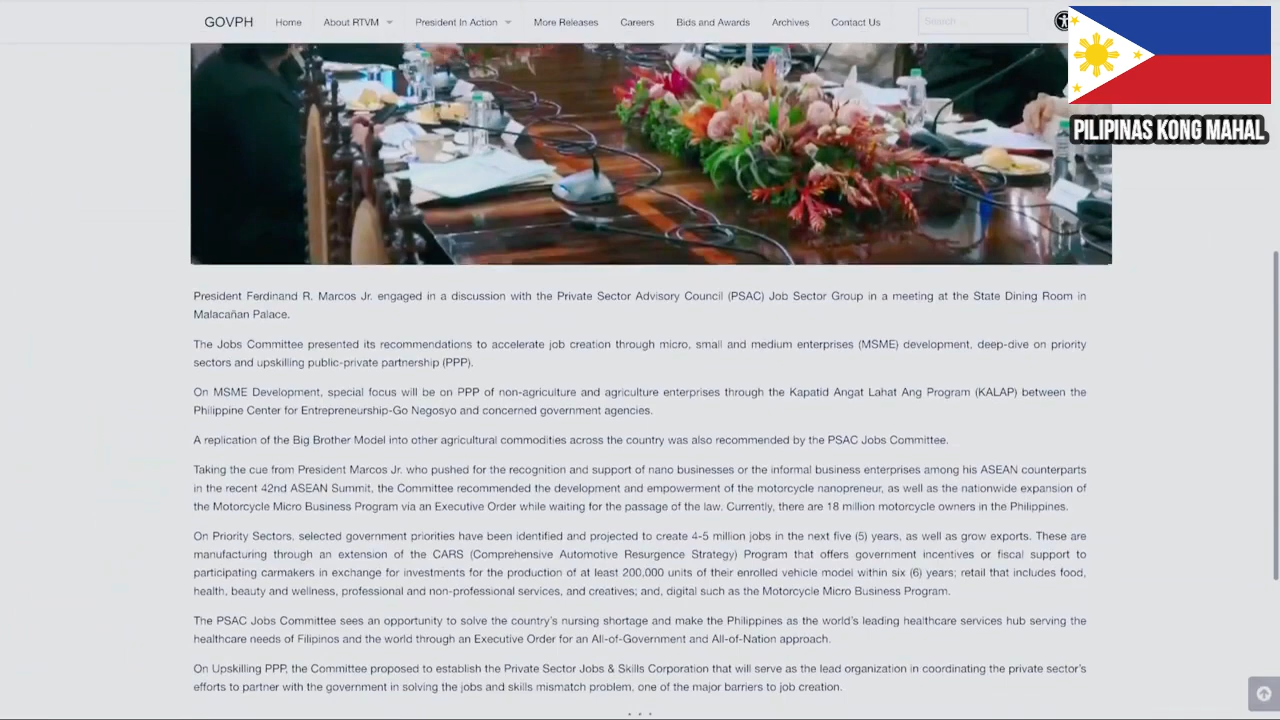 GOVPH Home About RTVM President In Action More Releases Careers Bids and Awards Archives Contact Us Search ...
PILIPINAS KONG MAHAL
President Ferdinand R. Marcos Jr. engaged in a discussion with the Private Sector Advisory Council (PSAC) Job Sector Group in a meeting at the State Dining Room in
Malacañan Palace.
The Jobs Committee presented its recommendations to accelerate job creation through micro, small and medium enterprises (MSME) development, deep-dive on priority
sectors and upskilling public-private partnership (PPP).
On MSME Development, special focus will be on PPP of non-agriculture and agriculture enterprises through the Kapatid Angat Lahat Ang Program (KALAP) between the
Philippine Center for Entrepreneurship-Go Negosyo and concerned government agencies.
A replication of the Big Brother Model into other agricultural commodities across the country was also recommended by the PSAC Jobs Committee.
Taking the cue from President Marcos Jr. who pushed for the recognition and support of nano businesses or the informal business enterprises among his ASEAN counterparts
in the recent 42nd ASEAN Summit, the Committee recommended the development and empowerment of the motorcycle nanopreneur, as well as the nationwide expansion of
the Motorcycle Micro Business Program via an Executive Order while waiting for the passage of the law. Currently, there are 18 million motorcycle owners in the Philippines.
On Priority Sectors, selected government priorities have been identified and projected to create 4-5 million jobs in the next five (5) years, as well as grow exports. These are
manufacturing through an extension of the CARS (Comprehensive Automotive Resurgence Strategy) Program that offers government incentives or fiscal support to
participating carmakers in exchange for investments for the production of at least 200,000 units of their enrolled vehicle model within six (6) years; retail that includes food,
health, beauty and wellness, professional and non-professional services, and creatives; and, digital such as the Motorcycle Micro Business Program.
The PSAC Jobs Committee sees an opportunity to solve the country's nursing shortage and make the Philippines as the world's leading healthcare services hub serving the
healthcare needs of Filipinos and the world through an Executive Order for an All-of-Government and All-of-Nation approach.
On Upskilling PPP, the Committee proposed to establish the Private Sector Jobs & Skills Corporation that will serve as the lead organization in coordinating the private sector's
efforts to partner with the government in solving the jobs and skills mismatch problem, one of the major barriers to job creation.